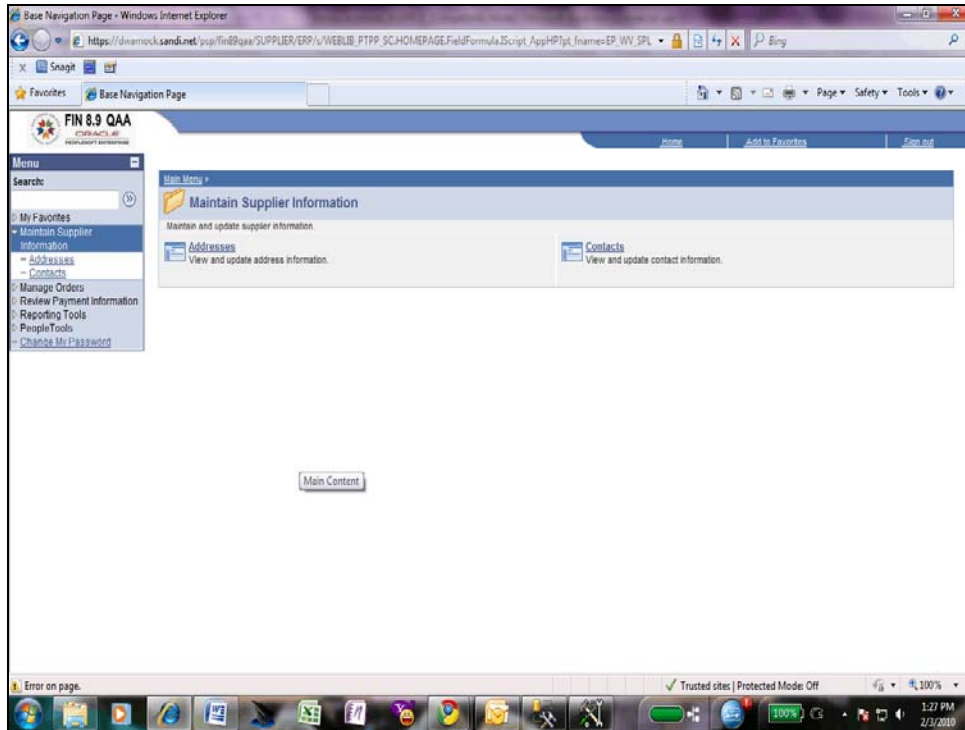 Base Navigation Page - Windows Internet Explorer
https://dwamock.sandi.net/psp/fin89qaa/SUPPLIER/ERP/s/WEBLIB_PTPP_SC.HOMEPAGE.FieldFormula.IScript_AppHP?pt_fname=EP_WV_SPL
Bing
x Snagit
Favorites Base Navigation Page
Page Safety Tools
FIN 8.9 QAA
ORACLE
PEOPLESOFT ENTERPRISE
Home Add to Favorites Sign out
Menu
Search:
My Favorites
Maintain Supplier
Information
– Addresses
– Contacts
Manage Orders
Review Payment Information
Reporting Tools
PeopleTools
– Change My Password
Main Menu >
Maintain Supplier Information
Maintain and update supplier information.
Addresses
View and update address information.
Contacts
View and update contact information.
Main Content
Error on page.
Trusted sites | Protected Mode: Off
100%
100%
1:27 PM
2/3/2010